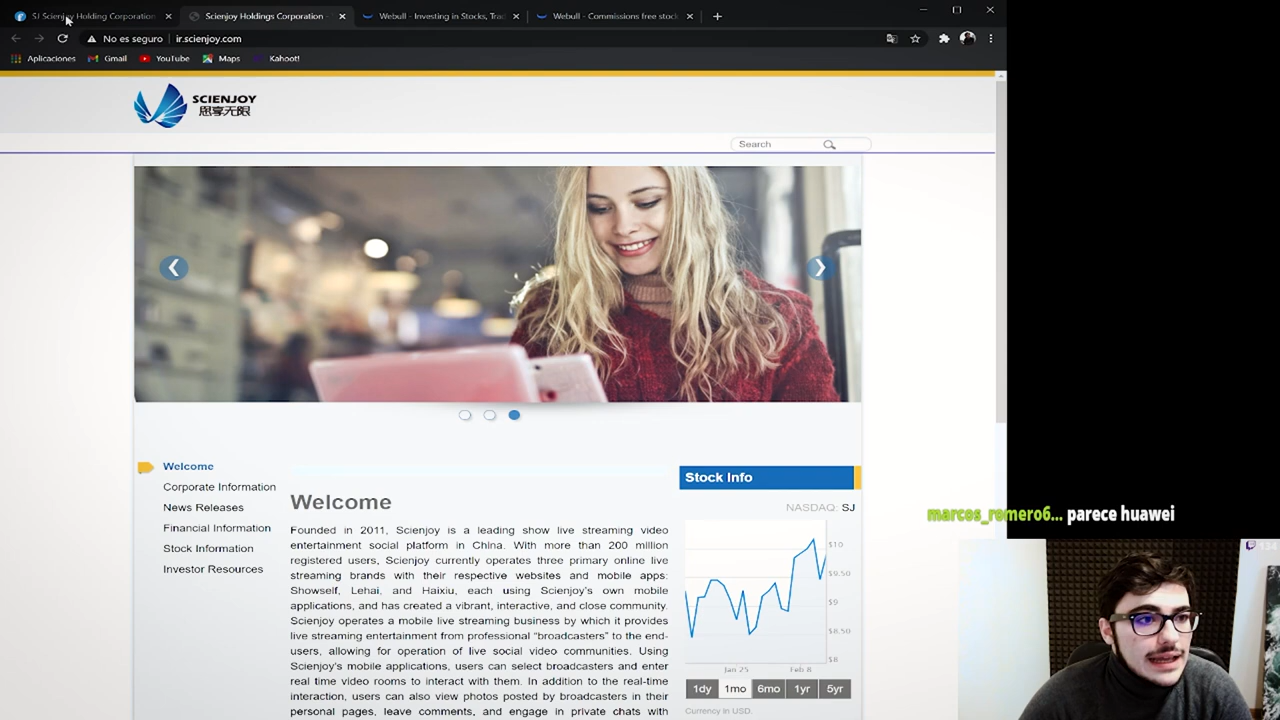 SJ Scienjoy Holding Corporation
Scienjoy Holdings Corporation -
Webull - Investing in Stocks, Trad
Webull - Commissions free stock
No es seguro
ir.scienjoy.com
Aplicaciones
Gmail
YouTube
Maps
Kahoot!
SCIENJOY
思享无限
Search
Welcome
Corporate Information
News Releases
Financial Information
Stock Information
Investor Resources
Welcome
Founded in 2011, Scienjoy is a leading show live streaming video
entertainment social platform in China. With more than 200 million
registered users, Scienjoy currently operates three primary online live
streaming brands with their respective websites and mobile apps:
Showself, Lehai, and Haixiu, each using Scienjoy's own mobile
applications, and has created a vibrant, interactive, and close community.
Scienjoy operates a mobile live streaming business by which it provides
live streaming entertainment from professional “broadcasters” to the end-
users, allowing for operation of live social video communities. Using
Scienjoy's mobile applications, users can select broadcasters and enter
real time video rooms to interact with them. In addition to the real-time
interaction, users can also view photos posted by broadcasters in their
personal pages, leave comments, and engage in private chats with
Stock Info
NASDAQ: SJ
$10
$9.50
$9
$8.50
$8
Jan 25
Feb 8
1dy
1mo
6mo
1yr
5yr
Currency in USD.
marcos_romero6... parece huawei